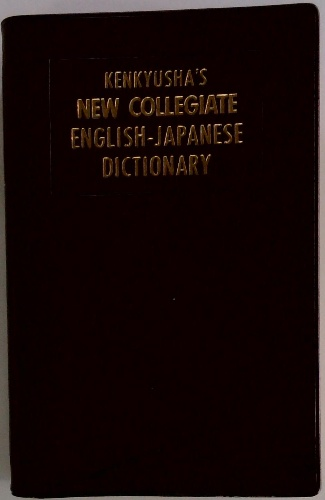 KENKYUSHA'S
NEW COLLEGIATE
ENGLISH-JAPANESE
DICTIONARY